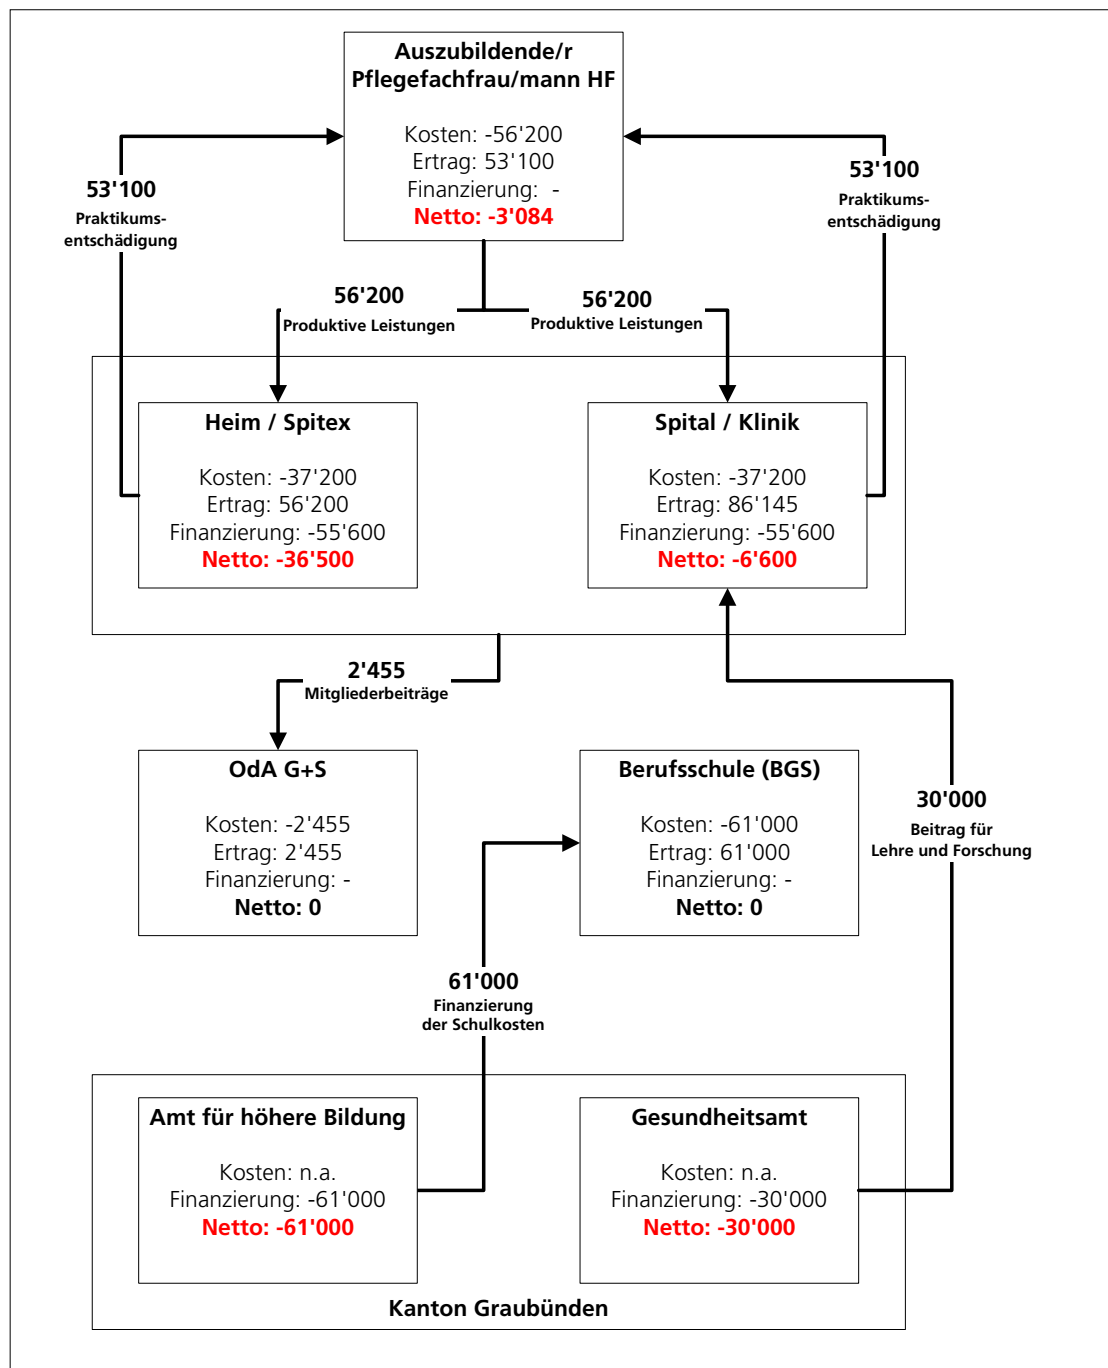 Auszubildende/r
Pflegefachfrau/mann HF
Kosten: -56'200
Ertrag: 53'100
Finanzierung: -
Netto: -3'084
53'100
Praktikums-
entschädigung
53'100
Praktikums-
entschädigung
56'200
Produktive Leistungen
56'200
Produktive Leistungen
Heim / Spitex
Kosten: -37'200
Ertrag: 56'200
Finanzierung: -55'600
Netto: -36'500
Spital / Klinik
Kosten: -37'200
Ertrag: 86'145
Finanzierung: -55'600
Netto: -6'600
2'455
Mitgliederbeiträge
OdA G+S
Kosten: -2'455
Ertrag: 2'455
Finanzierung: -
Netto: 0
Berufsschule (BGS)
Kosten: -61'000
Ertrag: 61'000
Finanzierung: -
Netto: 0
30'000
Beitrag für
Lehre und Forschung
61'000
Finanzierung
der Schulkosten
Amt für höhere Bildung
Kosten: n.a.
Finanzierung: -61'000
Netto: -61'000
Gesundheitsamt
Kosten: n.a.
Finanzierung: -30'000
Netto: -30'000
Kanton Graubünden